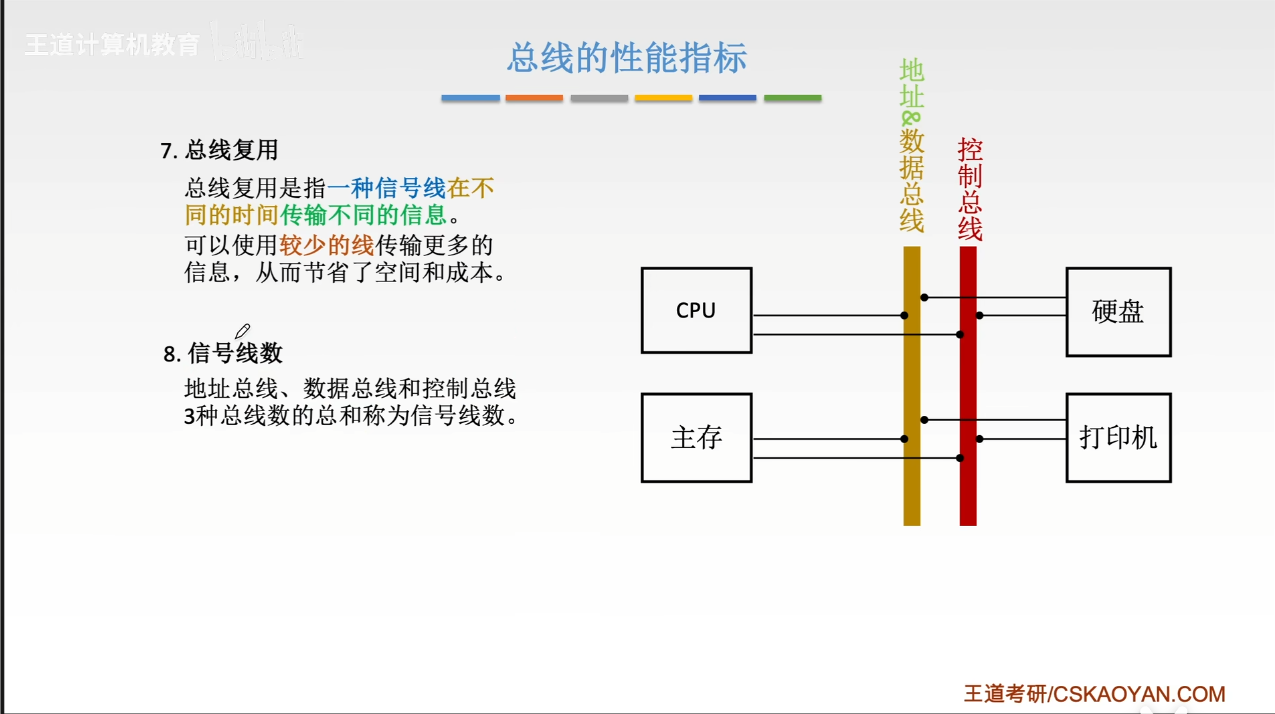 王道计算机教育
总线的性能指标
7. 总线复用
总线复用是指一种信号线在不
同的时间传输不同的信息。
可以使用较少的线传输更多的
信息，从而节省了空间和成本。
8. 信号线数
地址总线、数据总线和控制总线
3种总线数的总和称为信号线数。
地址&数据总线
控制总线
CPU
硬盘
主存
打印机
王道考研/CSKAOYAN.COM